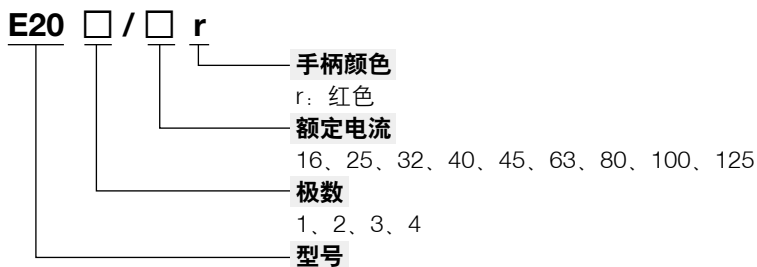 E20 □ / □ r
手柄颜色
r：红色
额定电流
16、25、32、40、45、63、80、100、125
极数
1、2、3、4
型号